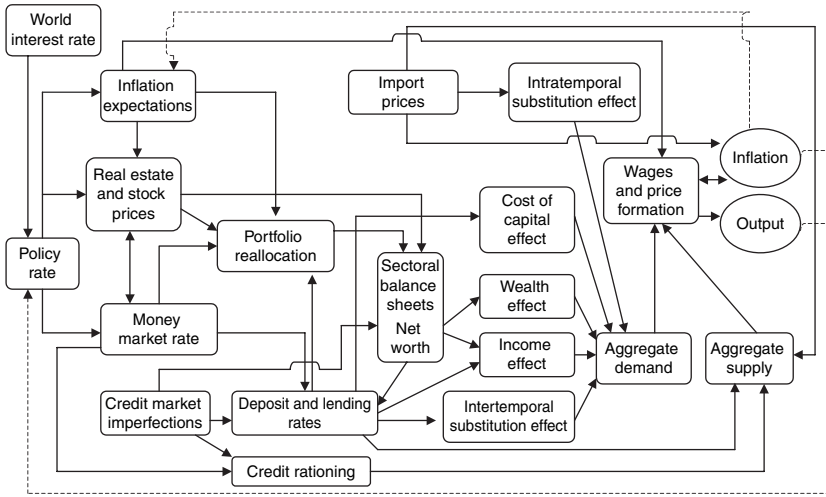 World
interest rate
Inflation
expectations
Import
prices
Intratemporal
substitution effect
Inflation
Real estate
and stock
prices
Wages
and price
formation
Cost of
capital
effect
Output
Portfolio
reallocation
Policy
rate
Sectoral
balance
sheets
Net
worth
Wealth
effect
Money
market rate
Income
effect
Aggregate
demand
Aggregate
supply
Credit market
imperfections
Deposit and lending
rates
Intertemporal
substitution effect
Credit rationing